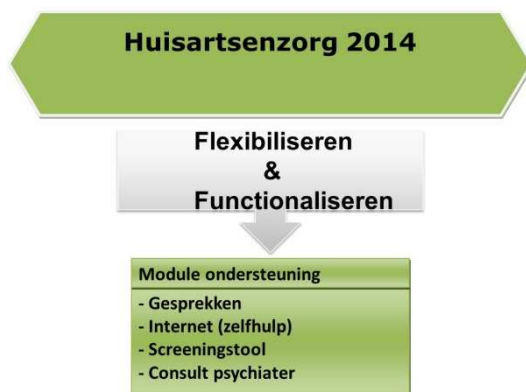 Huisartsenzorg 2014
Flexibiliseren
&
Functionaliseren
Module ondersteuning
- Gesprekken
- Internet (zelfhulp)
- Screeningstool
- Consult psychiater